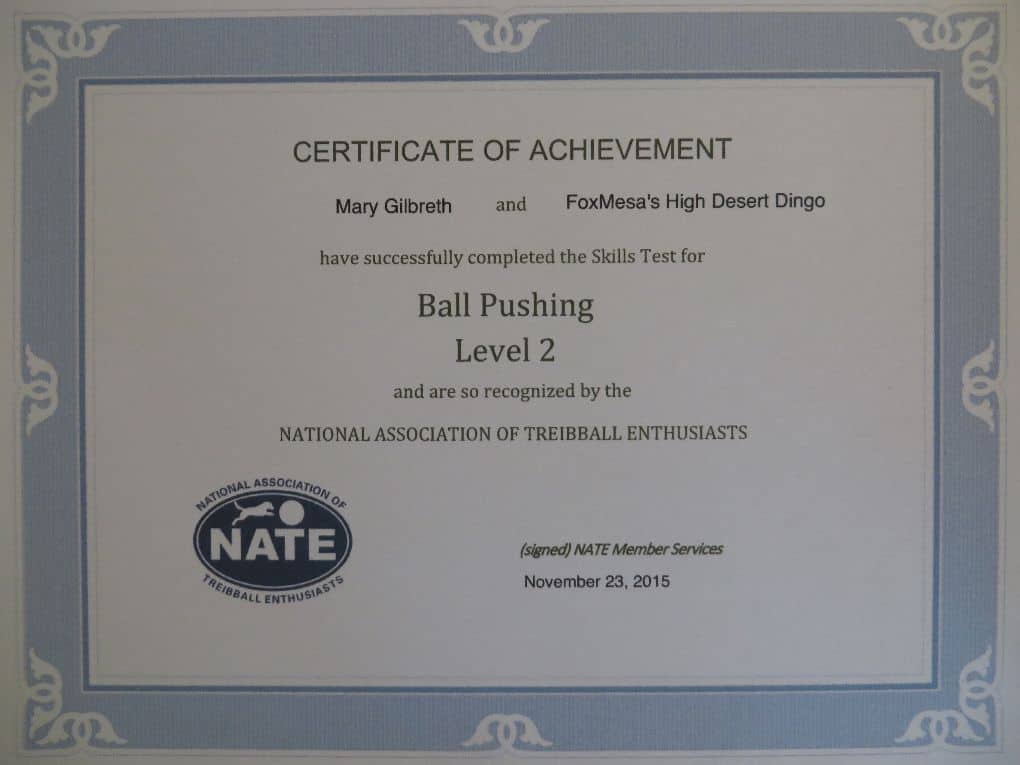 CERTIFICATE OF ACHIEVEMENT
Mary Gilbreth and FoxMesa's High Desert Dingo
have successfully completed the Skills Test for
Ball Pushing
Level 2
and are so recognized by the
NATIONAL ASSOCIATION OF TREIBBALL ENTHUSIASTS
NATIONAL ASSOCIATION OF
NATE
TREIBBALL ENTHUSIASTS
(signed) NATE Member Services
November 23, 2015